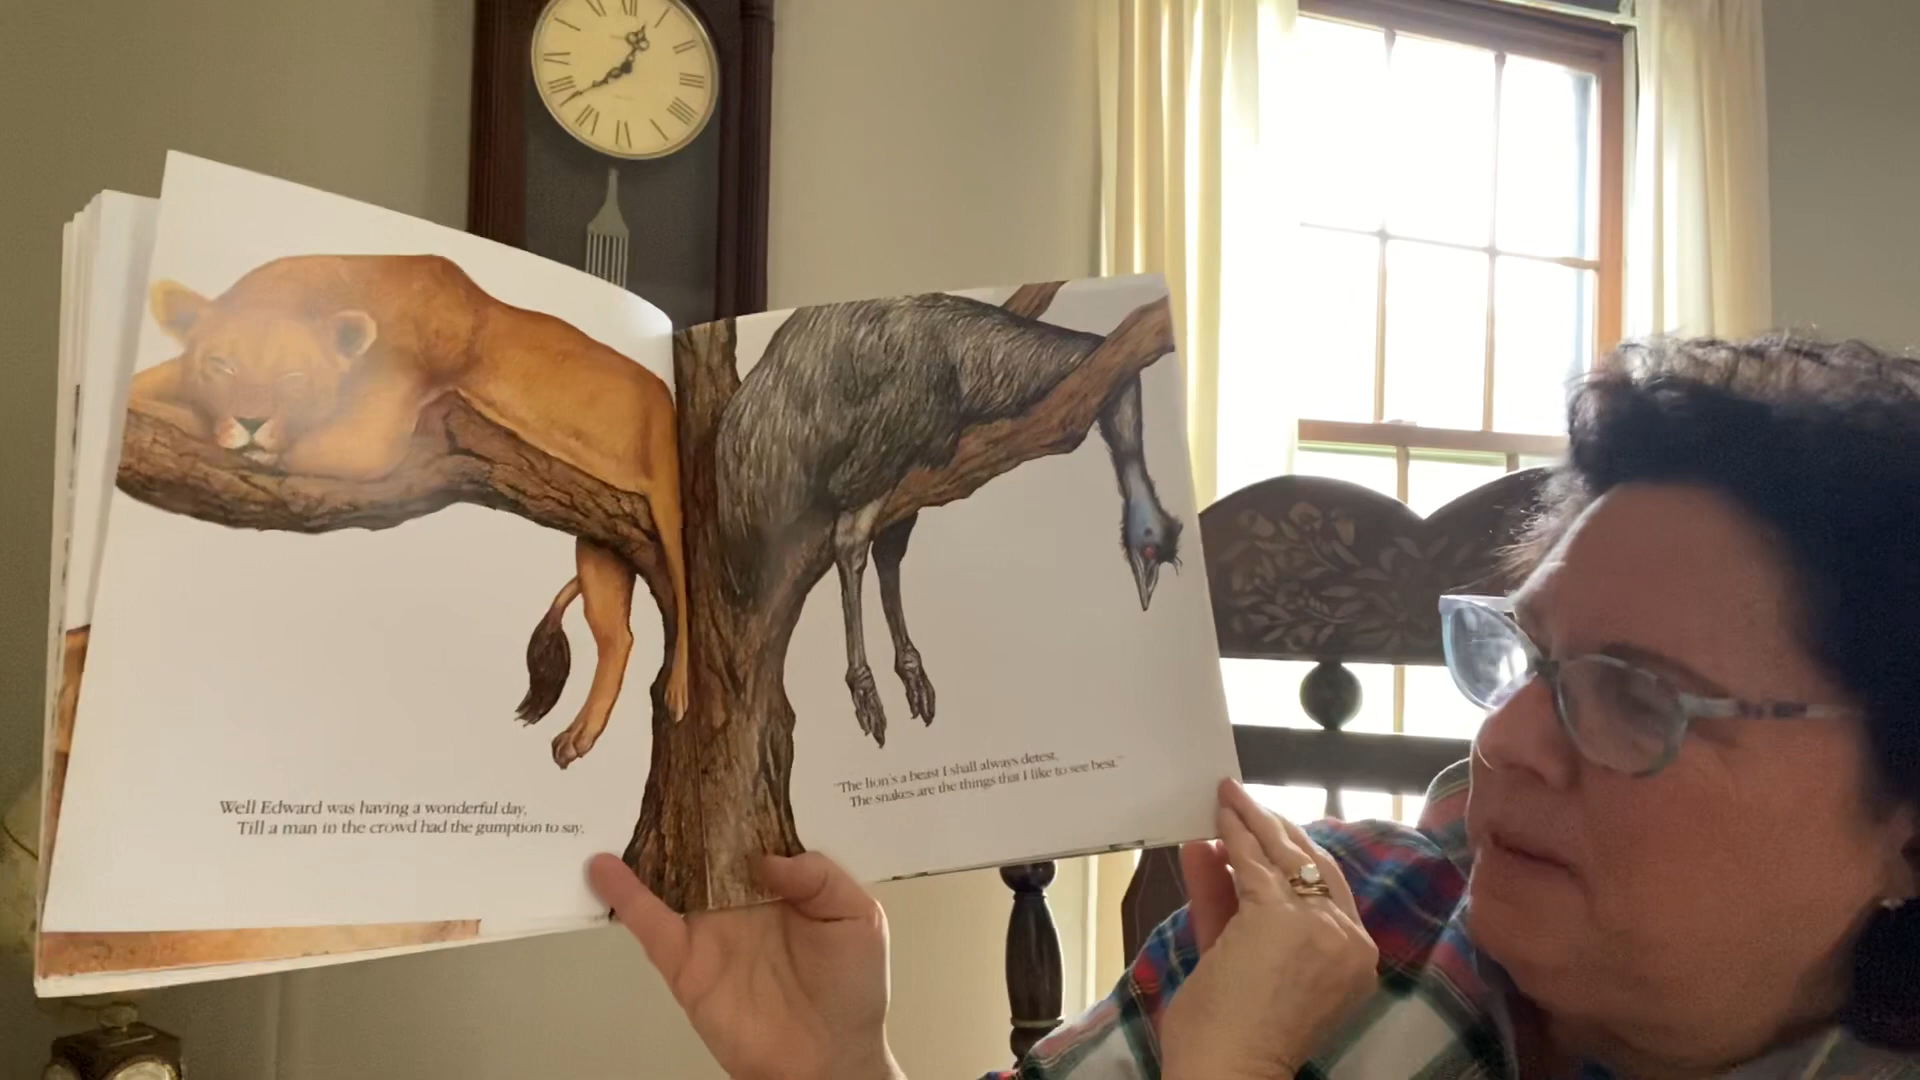 Well Edward was having a wonderful day,
Till a man in the crowd had the gumption to say,
"The lion's a beast I shall always detest,
The snakes are the things that I like to see best."